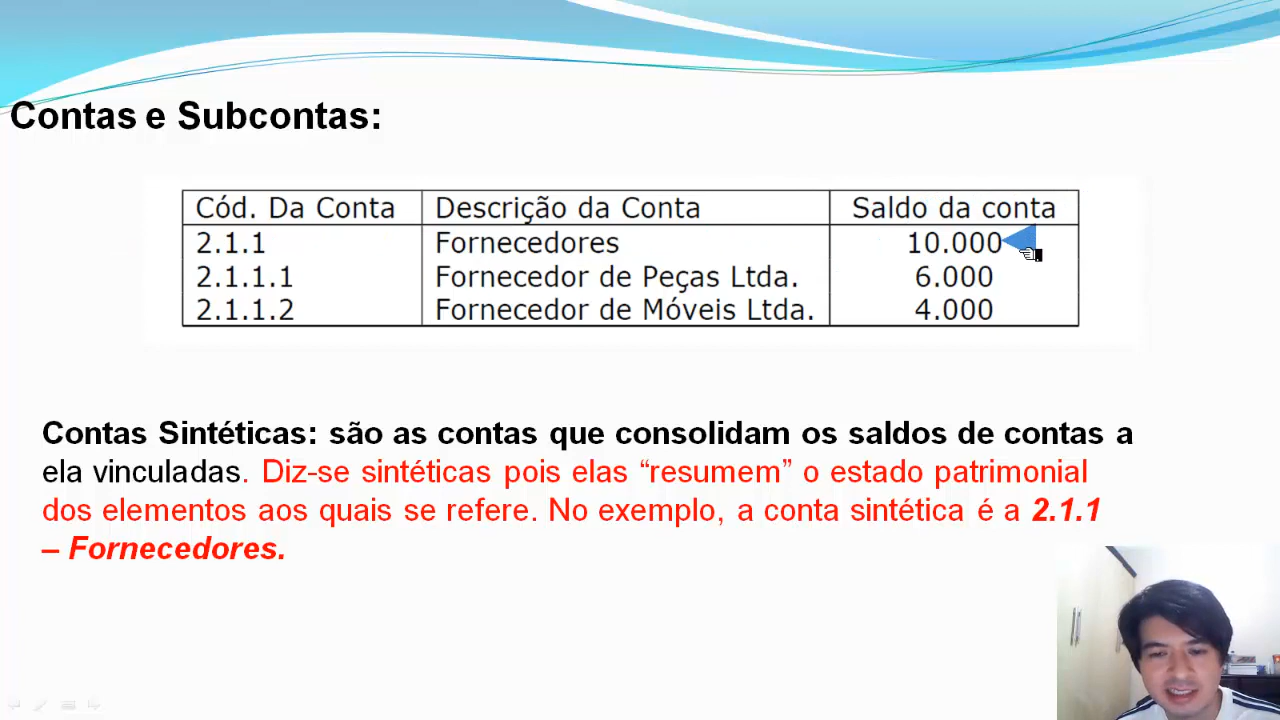 Contas e Subcontas:
Cód. Da Conta Descrição da Conta Saldo da conta
2.1.1 Fornecedores 10.000
2.1.1.1 Fornecedor de Peças Ltda. 6.000
2.1.1.2 Fornecedor de Móveis Ltda. 4.000
Contas Sintéticas: são as contas que consolidam os saldos de contas a
ela vinculadas. Diz-se sintéticas pois elas “resumem” o estado patrimonial
dos elementos aos quais se refere. No exemplo, a conta sintética é a 2.1.1
– Fornecedores.